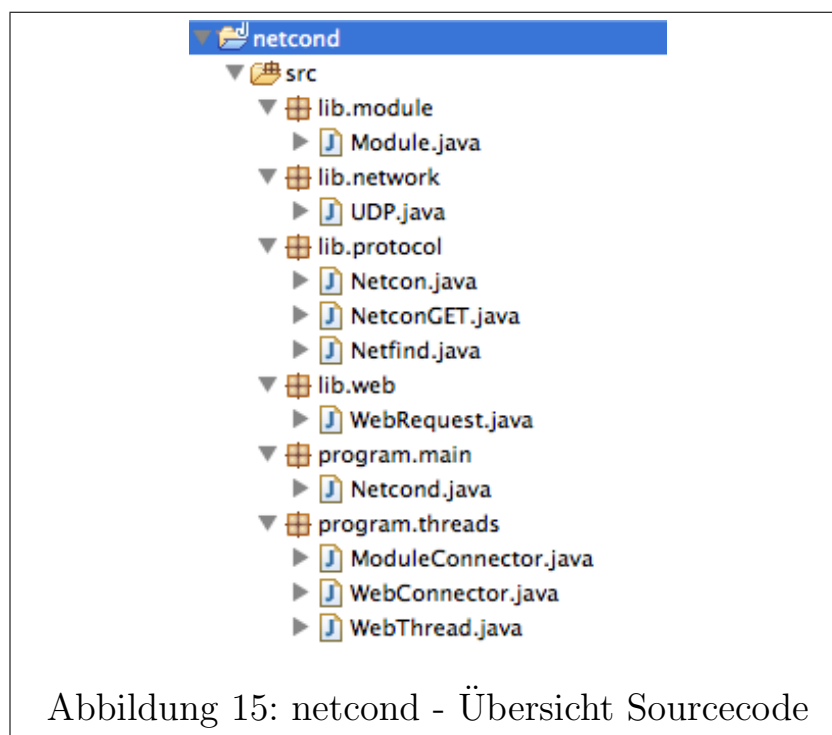 netcond
src
lib.module
Module.java
lib.network
UDP.java
lib.protocol
Netcon.java
NetconGET.java
Netfind.java
lib.web
WebRequest.java
program.main
Netcond.java
program.threads
ModuleConnector.java
WebConnector.java
WebThread.java
Abbildung 15: netcond - Übersicht Sourcecode